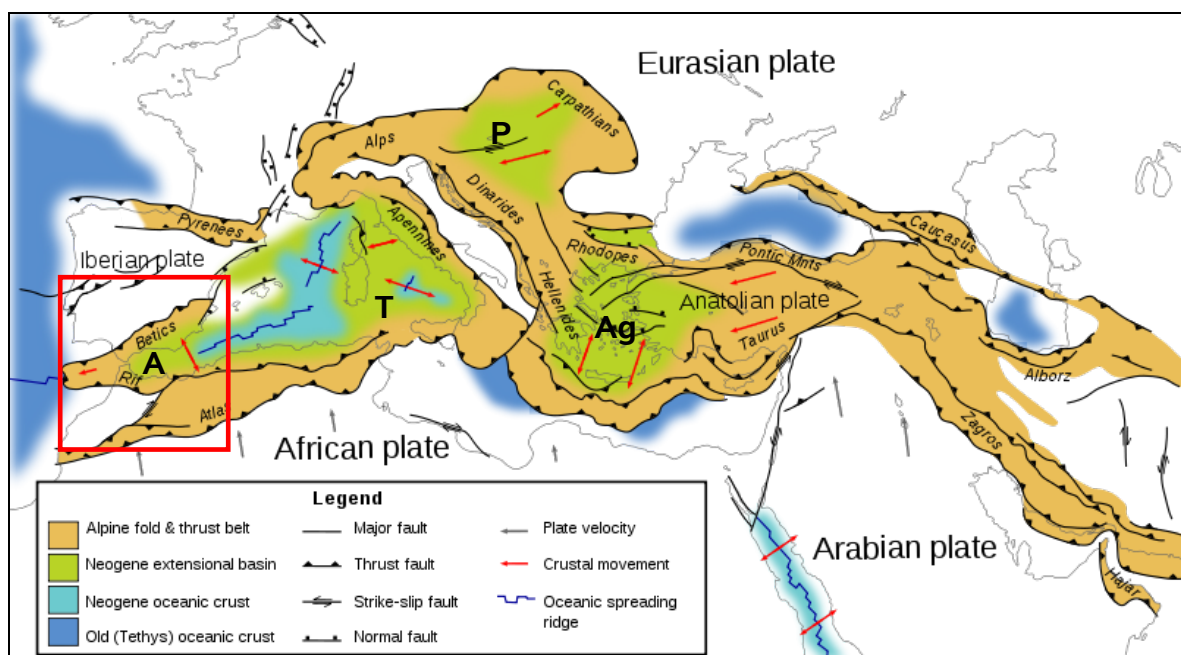 Eurasian plate
Carpathians
P
Alps
Dinarides
Pyrenees
Apennines
Caucasus
Iberian plate
Rhodopes
Pontic Mnts
Hellenides
T
Ag
Anatolian plate
Betics
Taurus
A
Rif
Alborz
Atlas
Zagros
African plate
Arabian plate
Hajar
Legend
Alpine fold & thrust belt
Major fault
Plate velocity
Neogene extensional basin
Thrust fault
Crustal movement
Neogene oceanic crust
Strike-slip fault
Oceanic spreading
ridge
Old (Tethys) oceanic crust
Normal fault